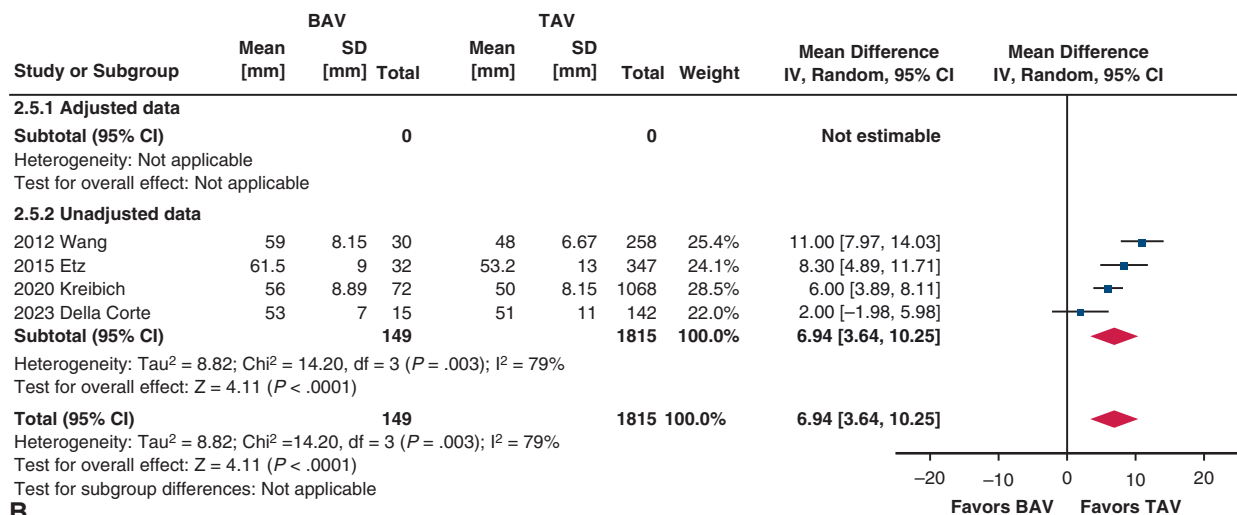 BAV TAV
Mean SD Mean SD Mean Difference Mean Difference
Study or Subgroup [mm] [mm] Total [mm] [mm] Total Weight IV, Random, 95% CI IV, Random, 95% CI
2.5.1 Adjusted data
Subtotal (95% CI) 0 0 Not estimable
Heterogeneity: Not applicable
Test for overall effect: Not applicable
2.5.2 Unadjusted data
2012 Wang 59 8.15 30 48 6.67 258 25.4% 11.00 [7.97, 14.03]
2015 Etz 61.5 9 32 53.2 13 347 24.1% 8.30 [4.89, 11.71]
2020 Kreibich 56 8.89 72 50 8.15 1068 28.5% 6.00 [3.89, 8.11]
2023 Della Corte 53 7 15 51 11 142 22.0% 2.00 [–1.98, 5.98]
Subtotal (95% CI) 149 1815 100.0% 6.94 [3.64, 10.25]
Heterogeneity: Tau² = 8.82; Chi² = 14.20, df = 3 (P = .003); I² = 79%
Test for overall effect: Z = 4.11 (P < .0001)
Total (95% CI) 149 1815 100.0% 6.94 [3.64, 10.25]
Heterogeneity: Tau² = 8.82; Chi² =14.20, df = 3 (P = .003); I² = 79%
Test for overall effect: Z = 4.11 (P < .0001)
Test for subgroup differences: Not applicable
–20 –10 0 10 20
Favors BAV Favors TAV
B